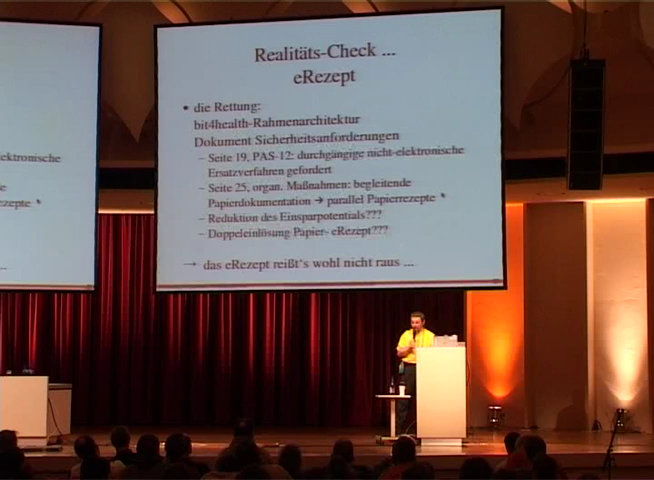 Realitäts-Check ...
eRezept
• die Rettung:
bit4health-Rahmenarchitektur
Dokument Sicherheitsanforderungen
– Seite 19, PAS-12: durchgängige nicht-elektronische
Ersatzverfahren gefordert
– Seite 25, organ. Maßnahmen: begleitende
Papierdokumentation → parallel Papierrezepte
– Reduktion des Einsparpotentials???
– Doppeleinlösung Papier- eRezept???
→ das eRezept reißt's wohl nicht raus ...
ektronische
e
zepte
...